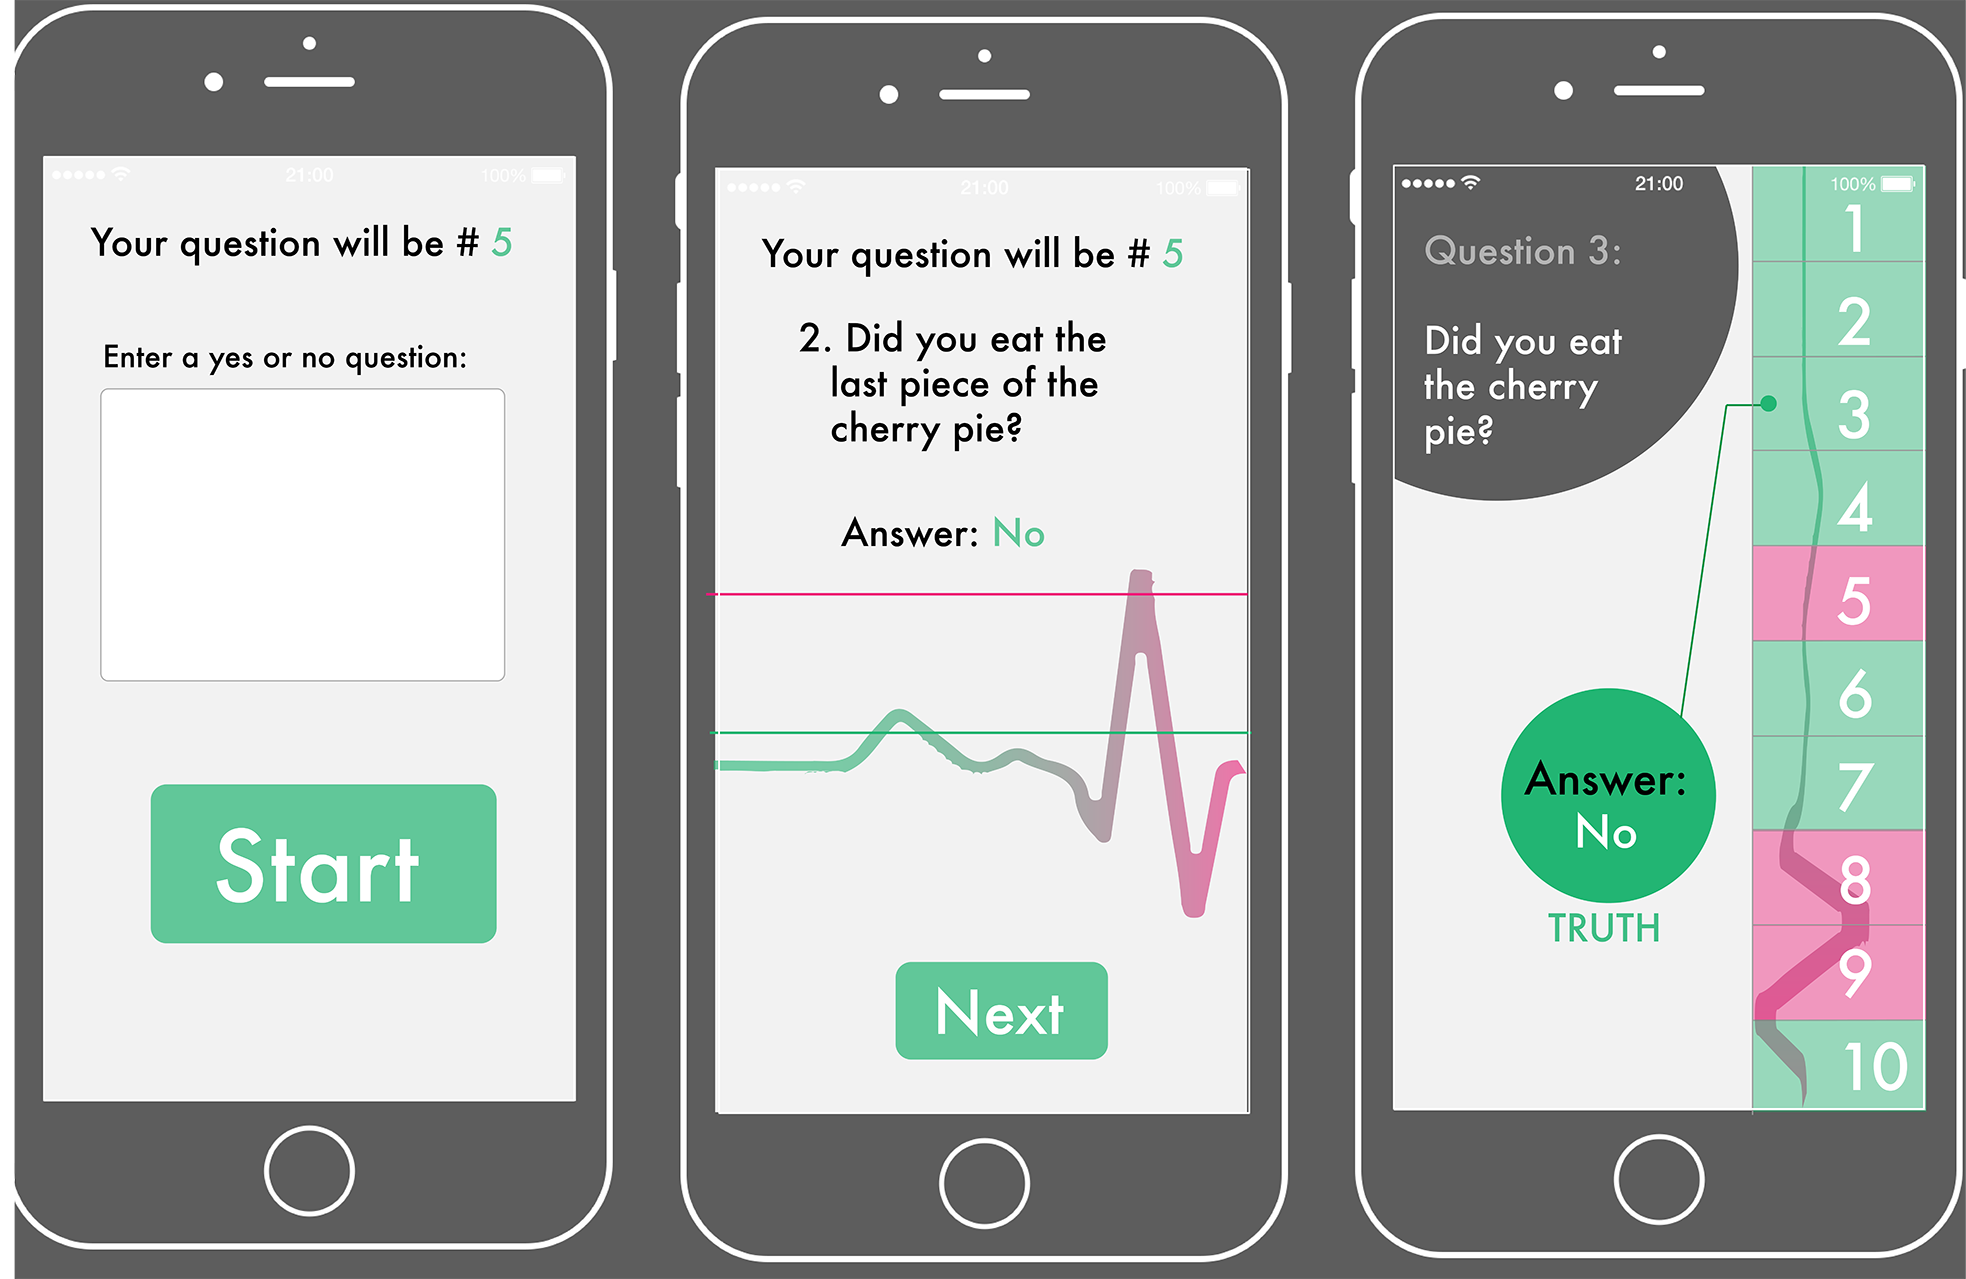 21:00
100%
Your question will be # 5
Enter a yes or no question:
Start
21:00
100%
Your question will be # 5
2. Did you eat the
last piece of the
cherry pie?
Answer: No
Next
21:00
100%
Question 3:
Did you eat
the cherry
pie?
Answer:
No
TRUTH
1
2
3
4
5
6
7
8
9
10